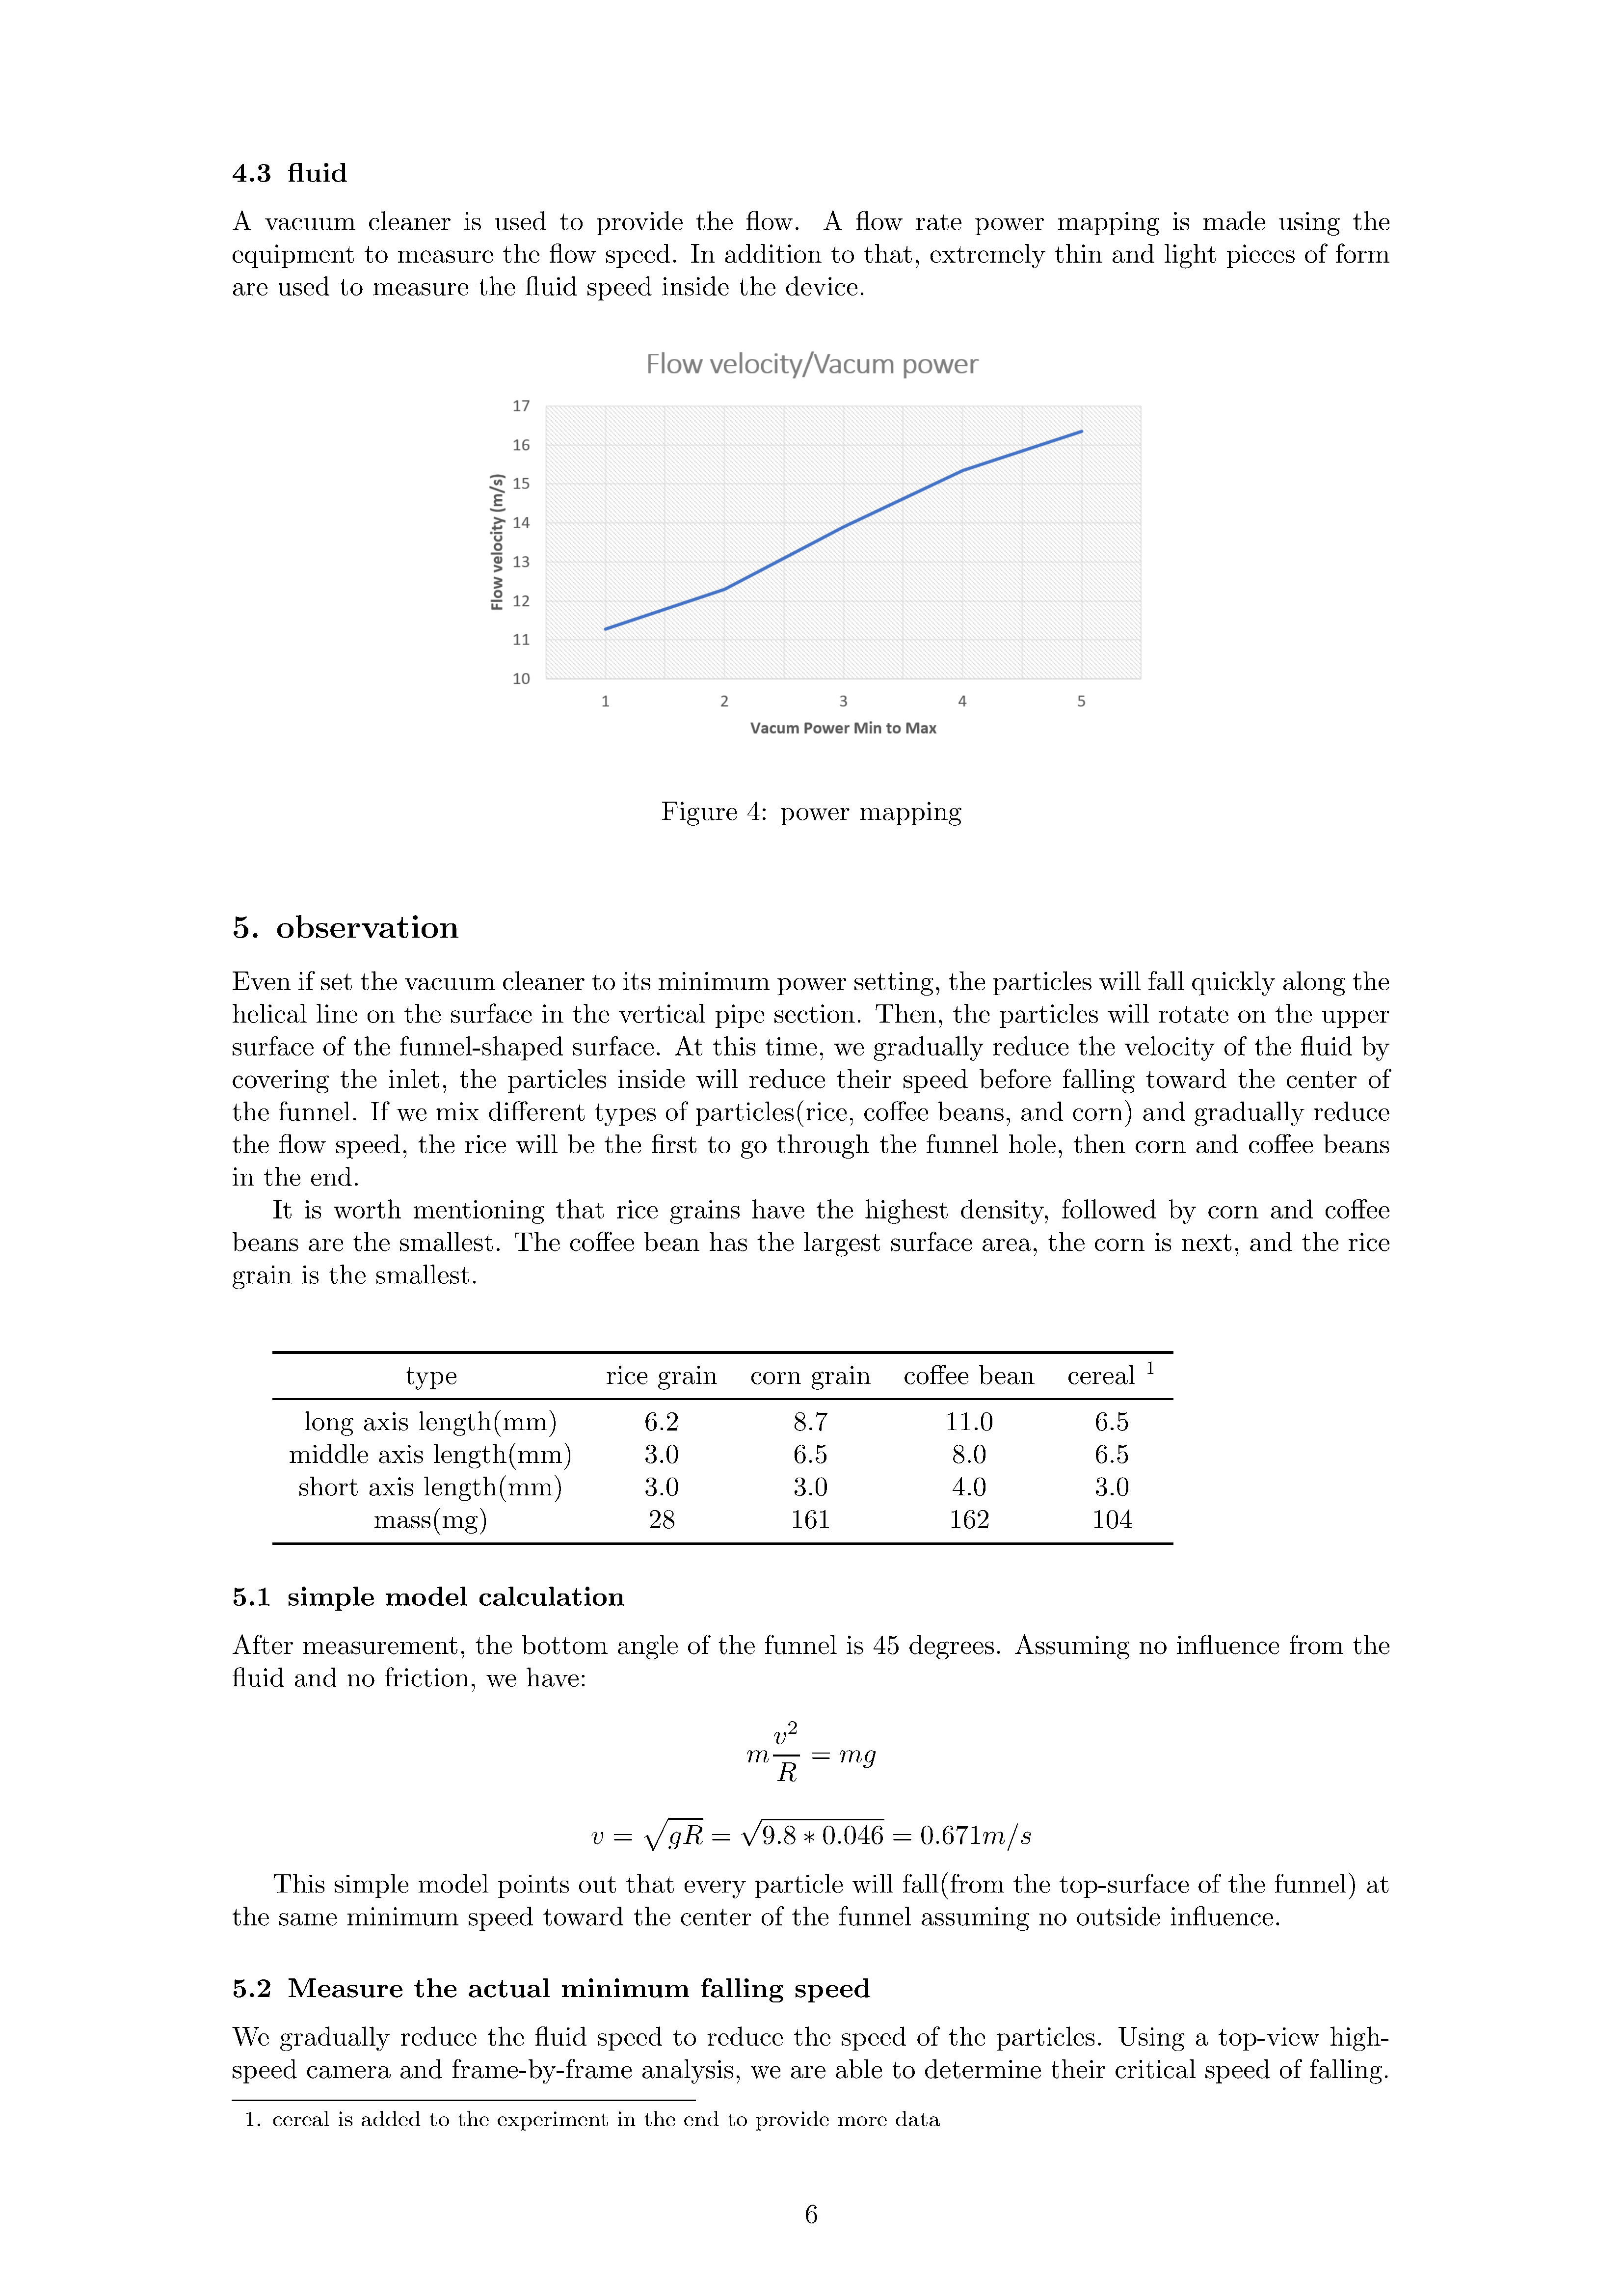 4.3 fluid
A vacuum cleaner is used to provide the flow. A flow rate power mapping is made using the
equipment to measure the flow speed. In addition to that, extremely thin and light pieces of form
are used to measure the fluid speed inside the device.
Flow velocity/Vacum power
17
16
15
14
13
12
11
10
Flow velocity (m/s)
1 2 3 4 5
Vacum Power Min to Max
Figure 4: power mapping
5. observation
Even if set the vacuum cleaner to its minimum power setting, the particles will fall quickly along the
helical line on the surface in the vertical pipe section. Then, the particles will rotate on the upper
surface of the funnel-shaped surface. At this time, we gradually reduce the velocity of the fluid by
covering the inlet, the particles inside will reduce their speed before falling toward the center of
the funnel. If we mix different types of particles(rice, coffee beans, and corn) and gradually reduce
the flow speed, the rice will be the first to go through the funnel hole, then corn and coffee beans
in the end.
It is worth mentioning that rice grains have the highest density, followed by corn and coffee
beans are the smallest. The coffee bean has the largest surface area, the corn is next, and the rice
grain is the smallest.
type rice grain corn grain coffee bean cereal ¹
long axis length(mm) 6.2 8.7 11.0 6.5
middle axis length(mm) 3.0 6.5 8.0 6.5
short axis length(mm) 3.0 3.0 4.0 3.0
mass(mg) 28 161 162 104
5.1 simple model calculation
After measurement, the bottom angle of the funnel is 45 degrees. Assuming no influence from the
fluid and no friction, we have:
m v²/R = mg
v = √gR = √9.8 * 0.046 = 0.671m/s
This simple model points out that every particle will fall(from the top-surface of the funnel) at
the same minimum speed toward the center of the funnel assuming no outside influence.
5.2 Measure the actual minimum falling speed
We gradually reduce the fluid speed to reduce the speed of the particles. Using a top-view high-
speed camera and frame-by-frame analysis, we are able to determine their critical speed of falling.
1. cereal is added to the experiment in the end to provide more data
6